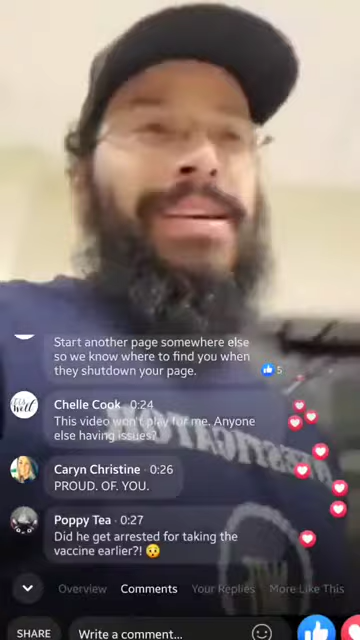 Start another page somewhere else
so we know where to find you when
they shutdown your page.
5
Chelle Cook · 0:24
This video won't play for me. Anyone
else having issues?
Caryn Christine · 0:26
PROUD. OF. YOU.
Poppy Tea · 0:27
Did he get arrested for taking the
vaccine earlier?! 😯
Overview Comments Your Replies More Like This
SHARE Write a comment...